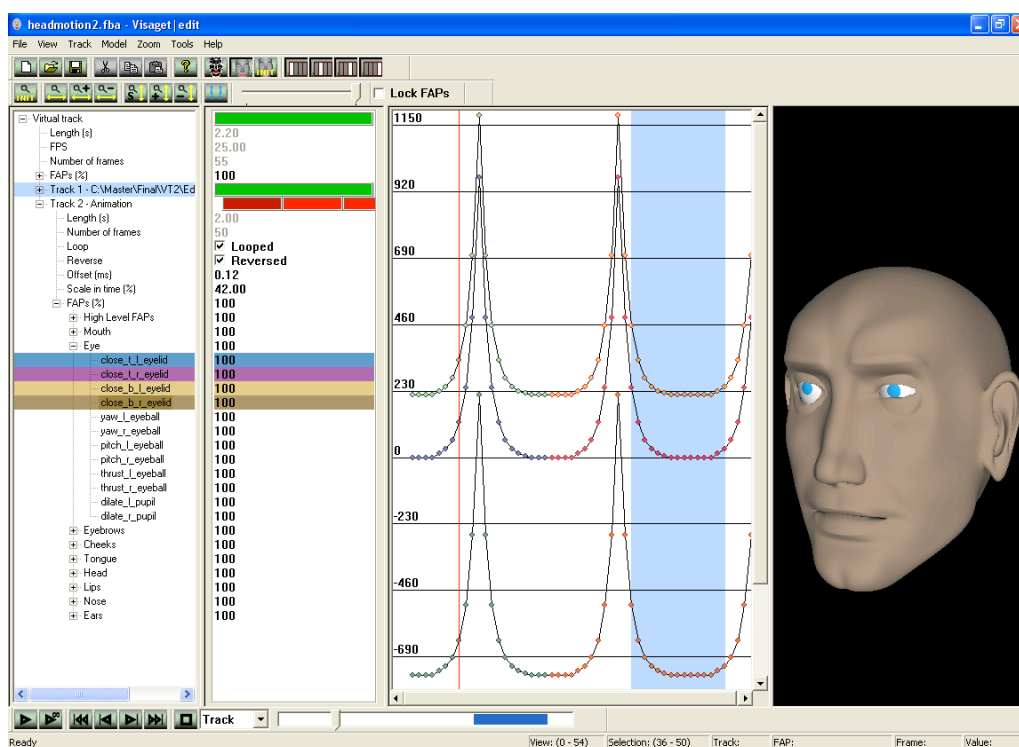 headmotion2.fba - Visaget|edit
File View Track Model Zoom Tools Help
INIT
INIT S
Lock FAPs
Virtual track
Length (s) 2.20
FPS 25.00
Number of frames 55
FAPs (%) 100
Track 1 - C:\Master\Final\VT2\Ed
Track 2 - Animation
Length (s) 2.00
Number of frames 50
Loop Looped
Reverse Reversed
Offset (ms) 0.12
Scale in time (%) 42.00
FAPs (%) 100
High Level FAPs 100
Mouth 100
Eye 100
close_t_l_eyelid 100
close_t_r_eyelid 100
close_b_l_eyelid 100
close_b_r_eyelid 100
yaw_l_eyeball 100
yaw_r_eyeball 100
pitch_l_eyeball 100
pitch_r_eyeball 100
thrust_l_eyeball 100
thrust_r_eyeball 100
dilate_l_pupil 100
dilate_r_pupil 100
Eyebrows 100
Cheeks 100
Tongue 100
Head 100
Lips 100
Nose 100
Ears 100
1150
920
690
460
230
0
-230
-460
-690
Track
Ready View: (0 - 54) Selection: (36 - 50) Track: FAP: Frame: Value: